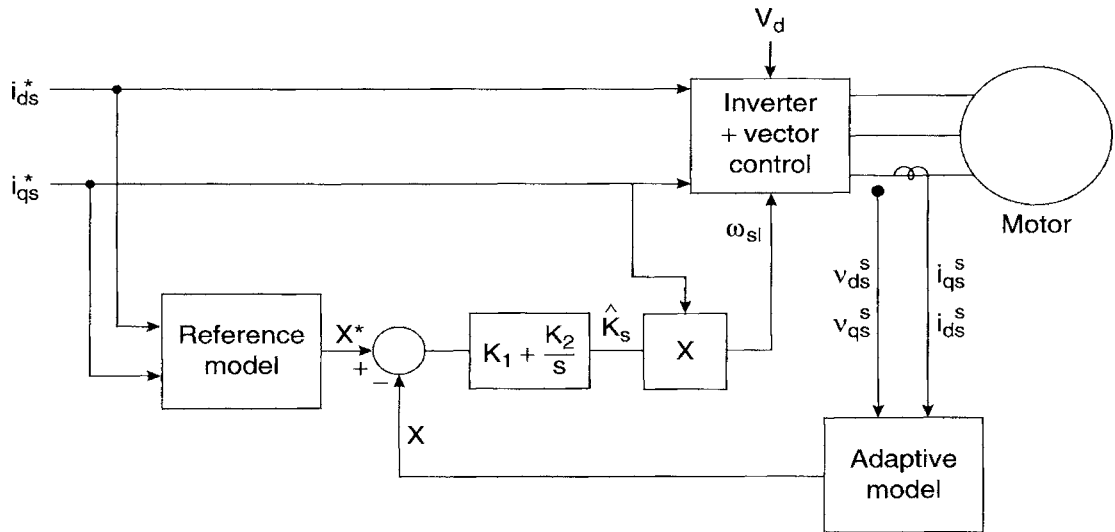 V_d
i_ds^*
Inverter
+ vector
control
i_qs^*
Motor
ω_sl
v_ds^s
i_qs^s
v_qs^s
i_ds^s
Reference
model
X*
+
−
K_1 + K_2/s
K̂_s
X
X
Adaptive
model